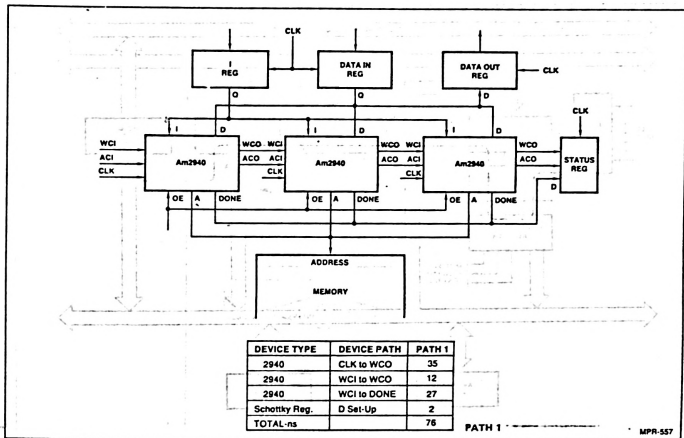 CLK
I
REG
DATA IN
REG
DATA OUT
REG
CLK
Q
Q
D
CLK
I
D
I
D
I
D
WCI
ACI
CLK
Am2940
WCO
ACO
WCI
ACI
CLK
Am2940
WCO
ACO
WCI
ACI
CLK
Am2940
WCO
ACO
STATUS
REG
D
OE
A
DONE
OE
A
DONE
OE
A
DONE
ADDRESS
MEMORY
DEVICE TYPE DEVICE PATH PATH 1
2940 CLK to WCO 35
2940 WCI to WCO 12
2940 WCI to DONE 27
Schottky Reg. D Set-Up 2
TOTAL-ns 76
PATH 1
MPR-557